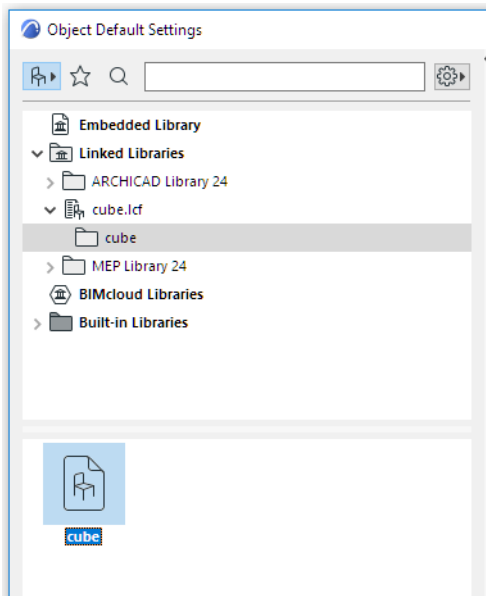 Object Default Settings
Embedded Library
Linked Libraries
ARCHICAD Library 24
cube.lcf
cube
MEP Library 24
BIMcloud Libraries
Built-in Libraries
cube